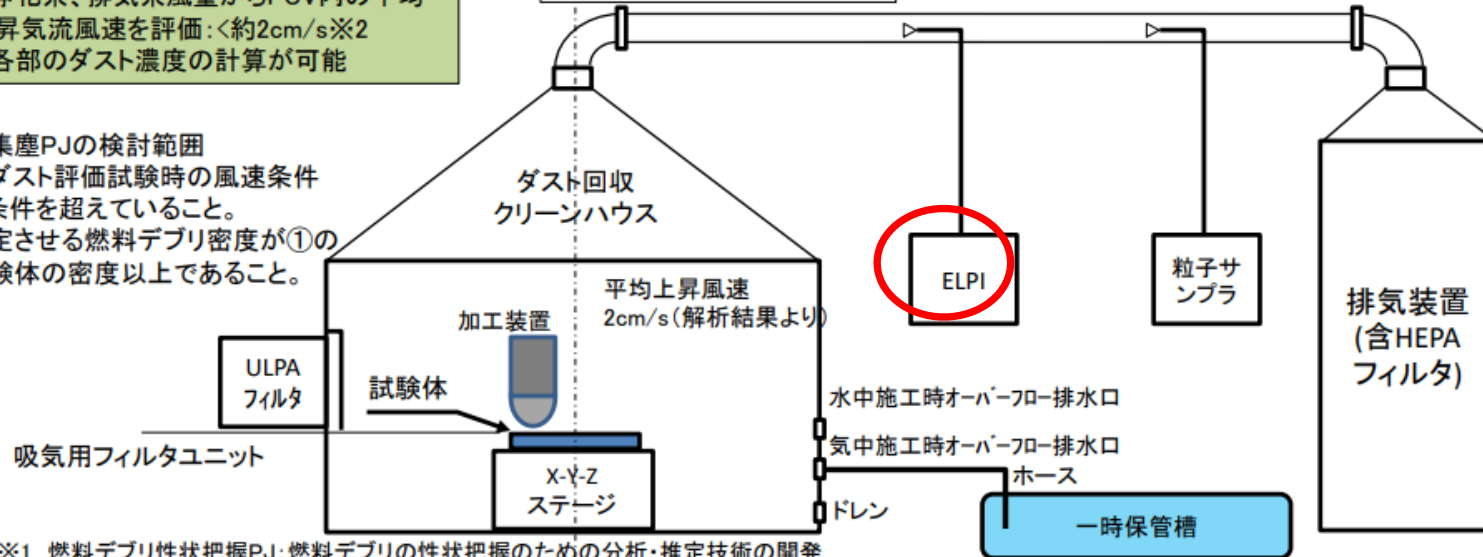 昇気流風速を評価：<約2cm/s※2
各部のダスト濃度の計算が可能
集塵PJの検討範囲
ダスト評価試験時の風速条件
条件を超えていること。
定させる燃料デブリ密度が①の
験体の密度以上であること。
ダスト回収
クリーンハウス
平均上昇風速
2cm/s(解析結果より)
加工装置
ULPA
フィルタ
試験体
吸気用フィルタユニット
X-Y-Z
ステージ
ELPI
粒子サ
ンプラ
排気装置
(含HEPA
フィルタ)
水中施工時オーバーフロー排水口
気中施工時オーバーフロー排水口
ホース
ドレン
一時保管槽
※1 燃料デブリ性状把握PJ:燃料デブリの性状把握のための分析・推定技術の開発